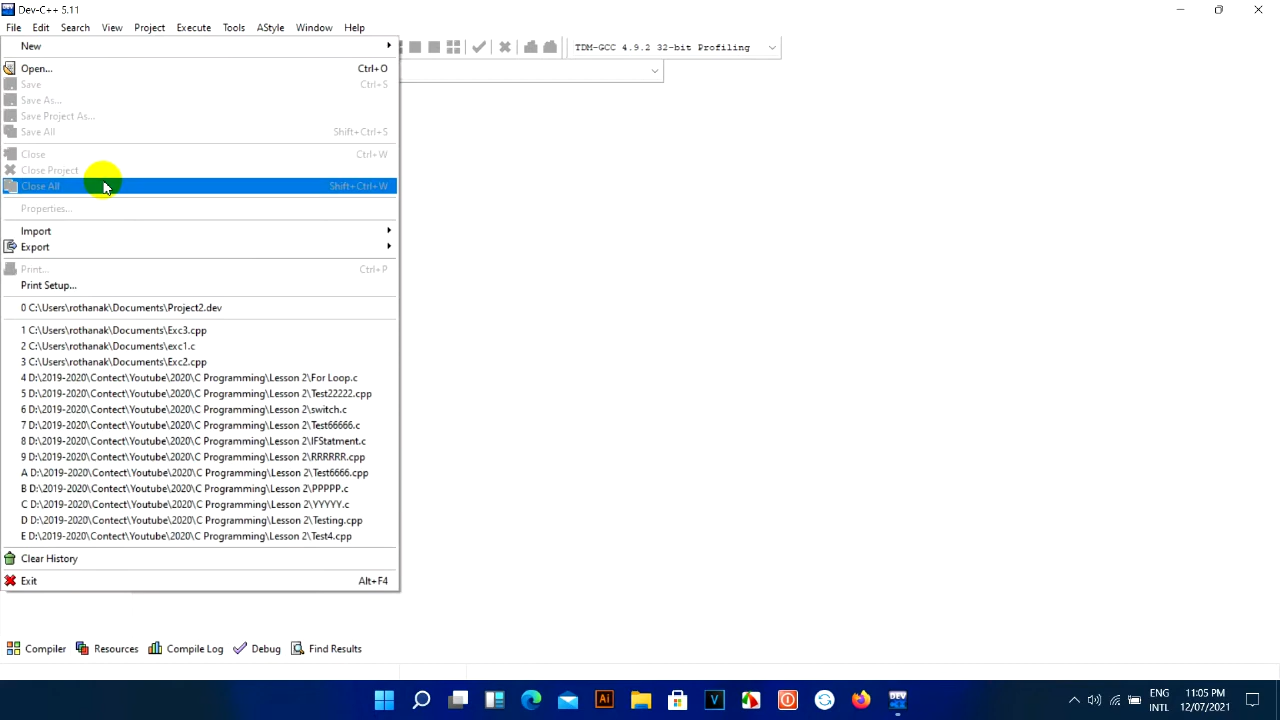 Dev-C++ 5.11
File Edit Search View Project Execute Tools AStyle Window Help
New
TDM-GCC 4.9.2 32-bit Profiling
Open... Ctrl+O
Save Ctrl+S
Save As...
Save Project As...
Save All Shift+Ctrl+S
Close Ctrl+W
Close Project
Close All Shift+Ctrl+W
Properties...
Import
Export
Print... Ctrl+P
Print Setup...
0 C:\Users\rothanak\Documents\Project2.dev
1 C:\Users\rothanak\Documents\Exc3.cpp
2 C:\Users\rothanak\Documents\exc1.c
3 C:\Users\rothanak\Documents\Exc2.cpp
4 D:\2019-2020\Contect\Youtube\2020\C Programming\Lesson 2\For Loop.c
5 D:\2019-2020\Contect\Youtube\2020\C Programming\Lesson 2\Test22222.cpp
6 D:\2019-2020\Contect\Youtube\2020\C Programming\Lesson 2\switch.c
7 D:\2019-2020\Contect\Youtube\2020\C Programming\Lesson 2\Test66666.c
8 D:\2019-2020\Contect\Youtube\2020\C Programming\Lesson 2\IFStatment.c
9 D:\2019-2020\Contect\Youtube\2020\C Programming\Lesson 2\RRRRRR.cpp
A D:\2019-2020\Contect\Youtube\2020\C Programming\Lesson 2\Test6666.cpp
B D:\2019-2020\Contect\Youtube\2020\C Programming\Lesson 2\PPPPP.c
C D:\2019-2020\Contect\Youtube\2020\C Programming\Lesson 2\YYYYY.c
D D:\2019-2020\Contect\Youtube\2020\C Programming\Lesson 2\Testing.cpp
E D:\2019-2020\Contect\Youtube\2020\C Programming\Lesson 2\Test4.cpp
Clear History
Exit Alt+F4
Compiler Resources Compile Log Debug Find Results
Ai V DEV
ENG 11:05 PM
INTL 12/07/2021